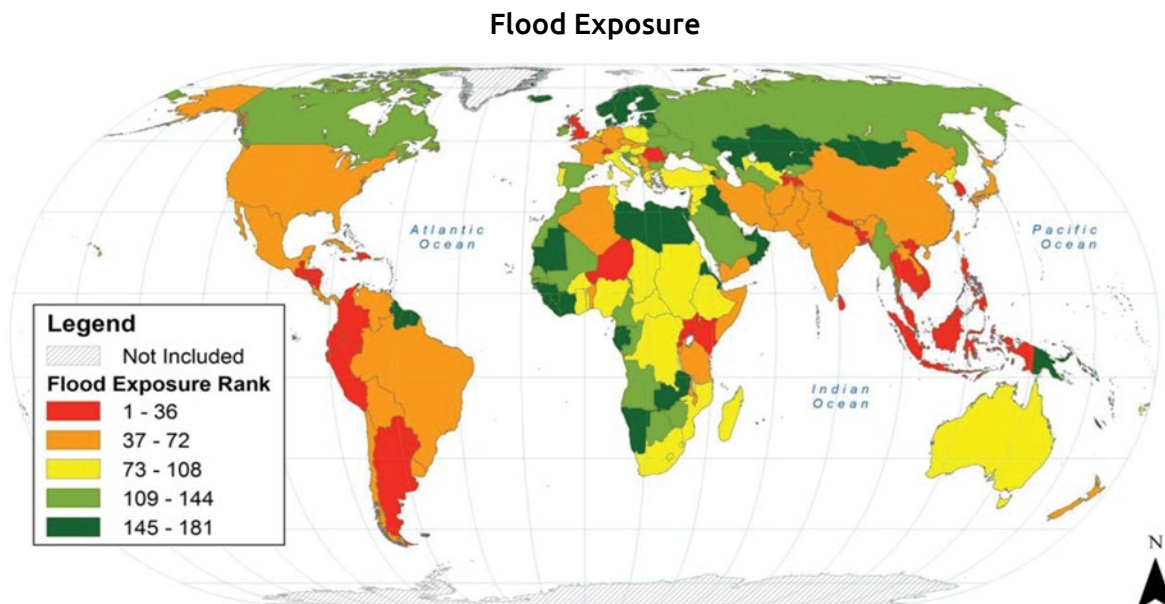 Flood Exposure
Atlantic
Ocean
Pacific
Ocean
Indian
Ocean
Legend
Not Included
Flood Exposure Rank
1 - 36
37 - 72
73 - 108
109 - 144
145 - 181
N